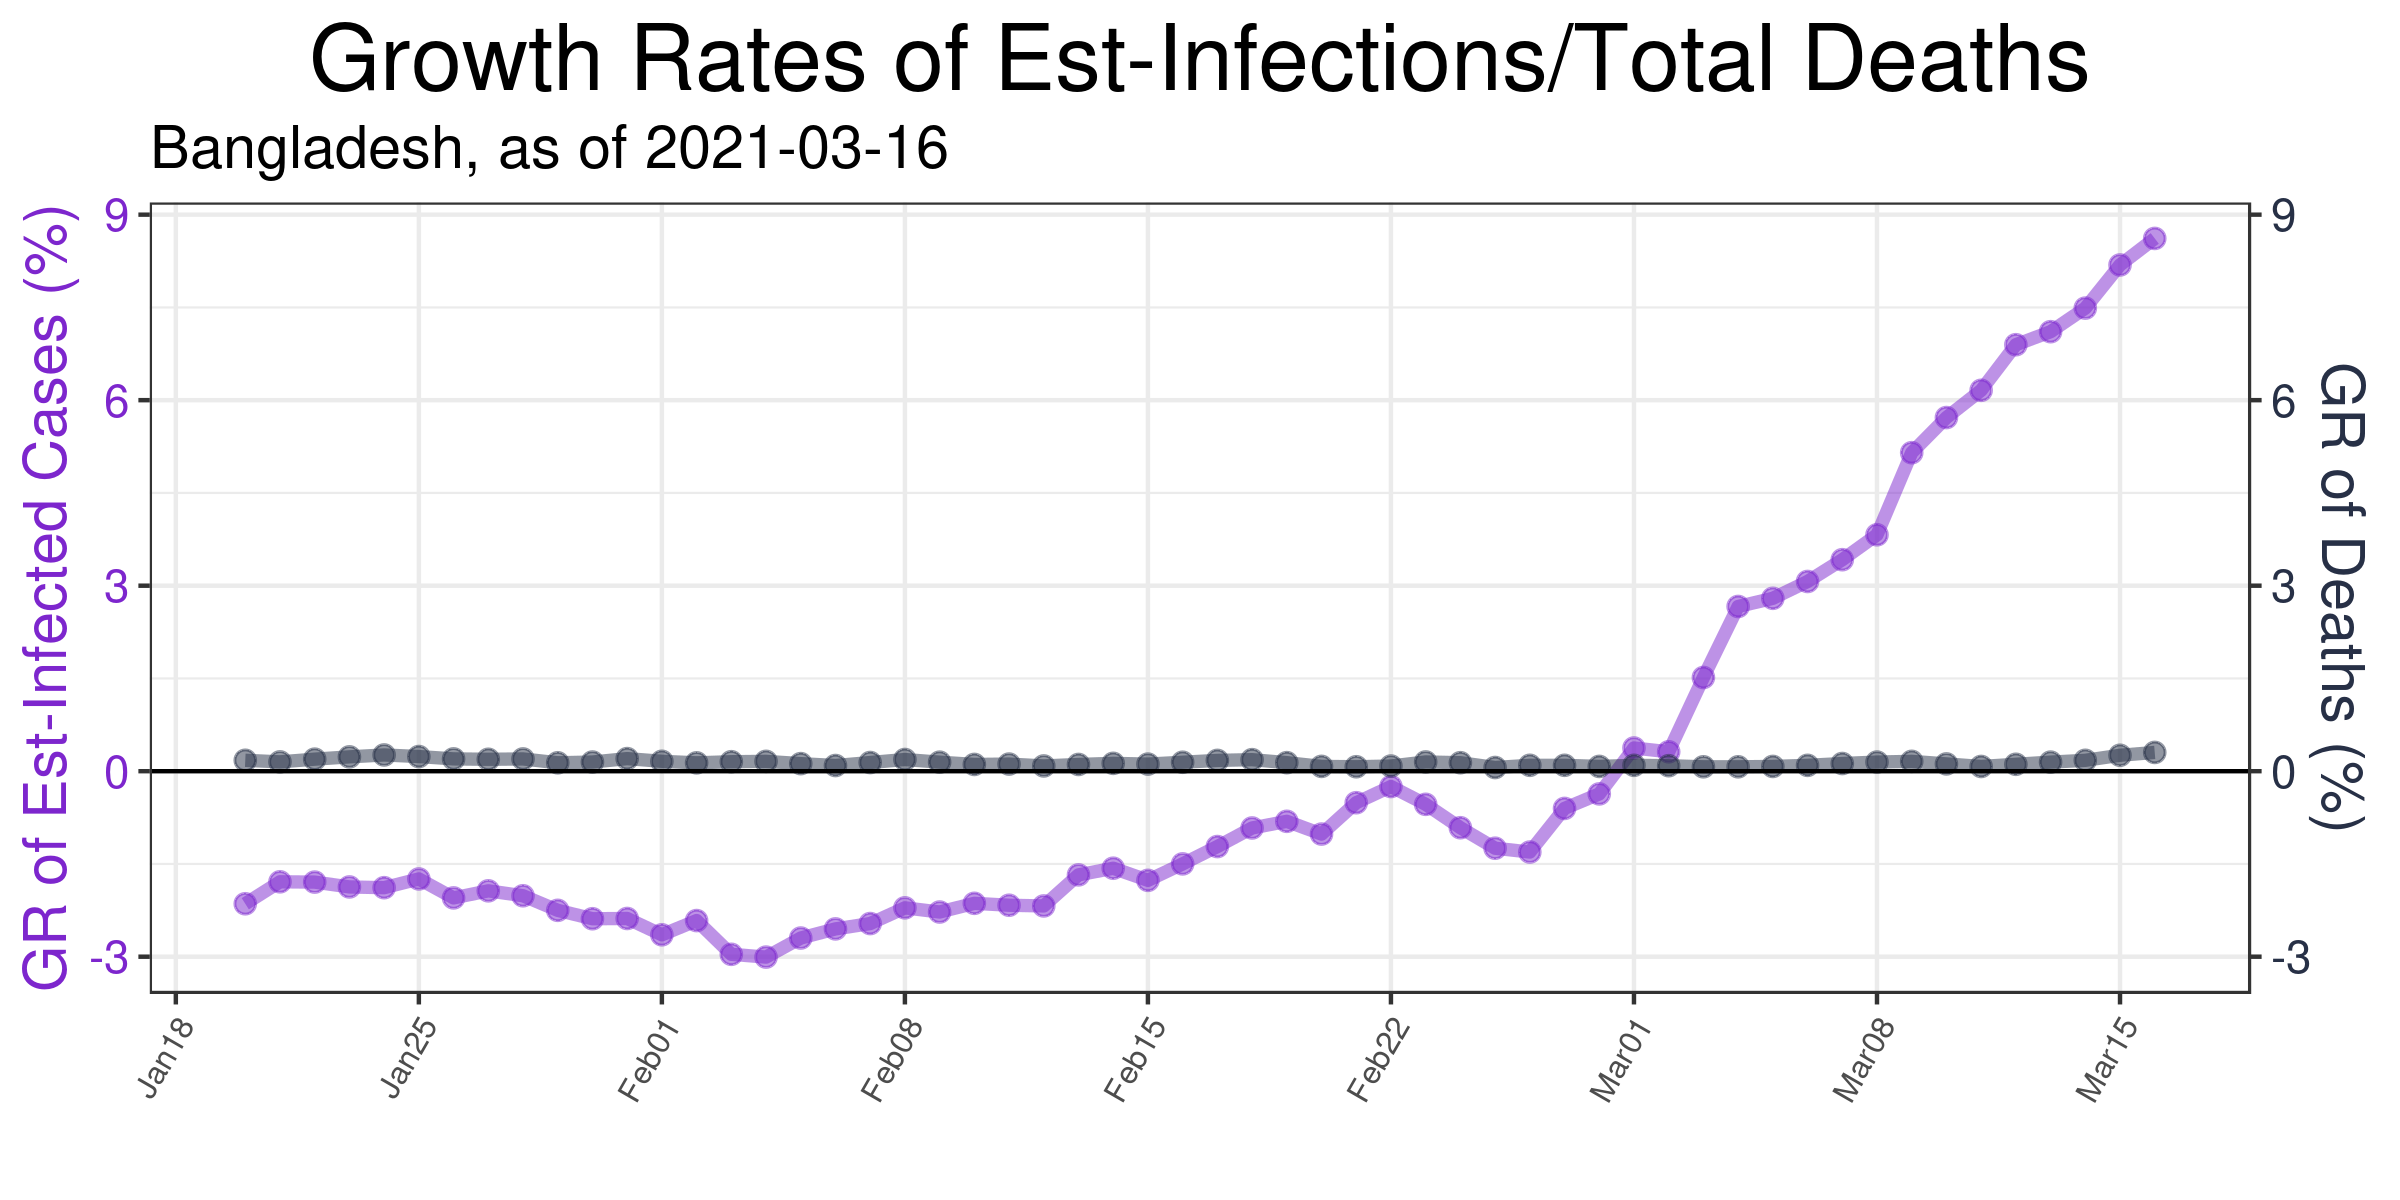 Growth Rates of Est-Infections/Total Deaths
Bangladesh, as of 2021-03-16
GR of Est-Infected Cases (%)
9
6
3
0
-3
9
6
3
0
-3
GR of Deaths (%)
Jan18
Jan25
Feb01
Feb08
Feb15
Feb22
Mar01
Mar08
Mar15